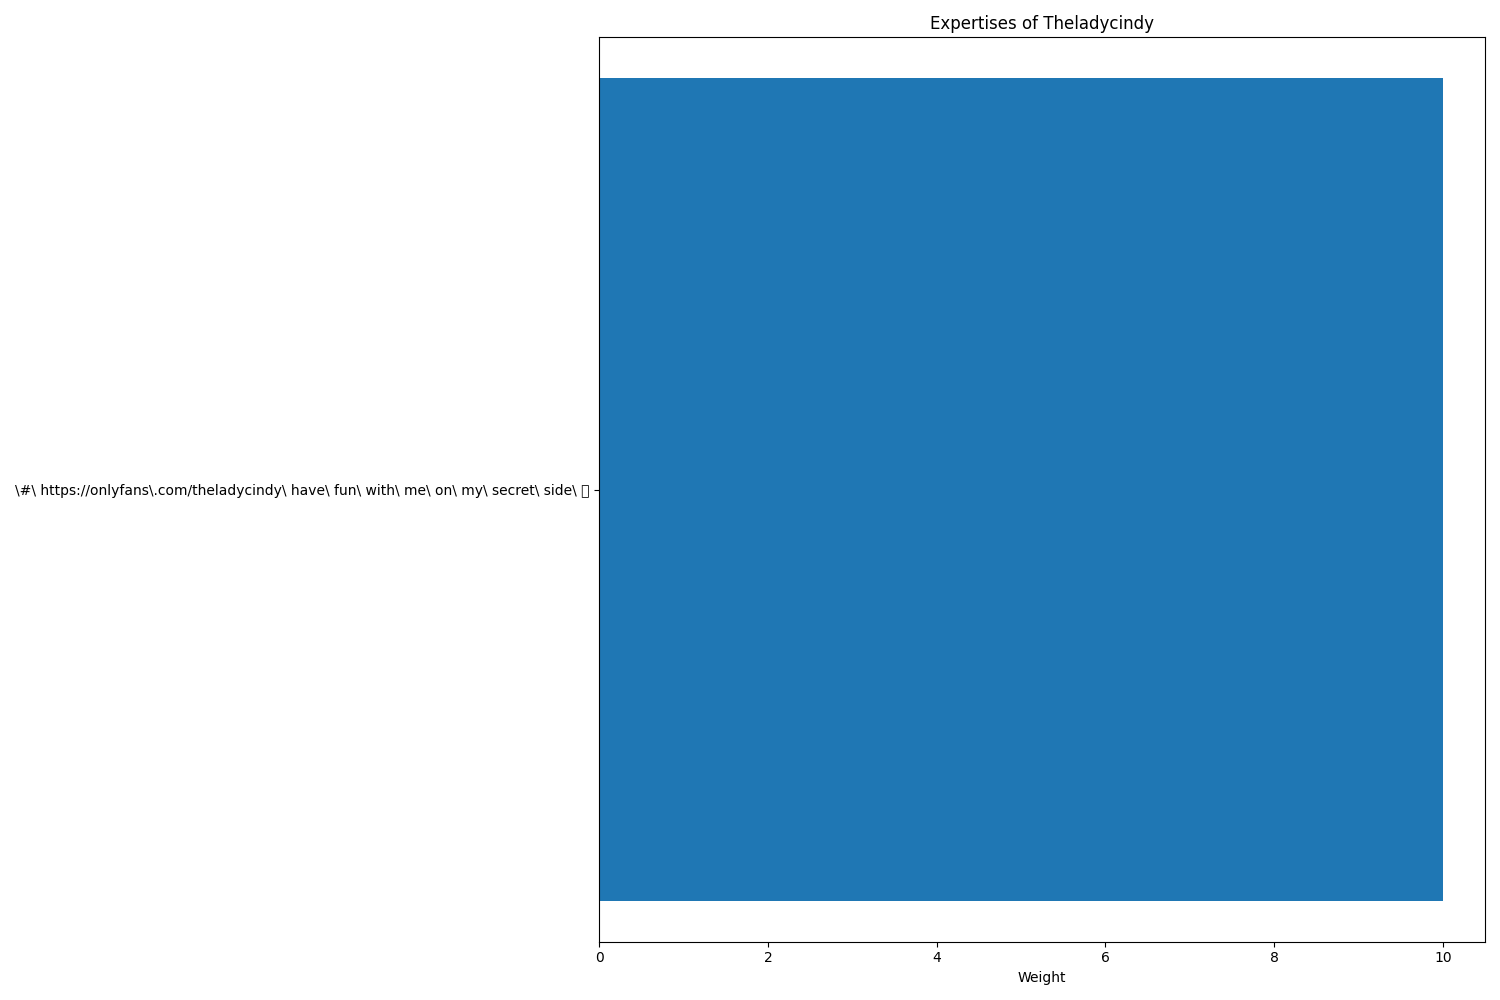 Expertises of Theladycindy
\#\ https://onlyfans\.com/theladycindy\ have\ fun\ with\ me\ on\ my\ secret\ side\
0 2 4 6 8 10
Weight